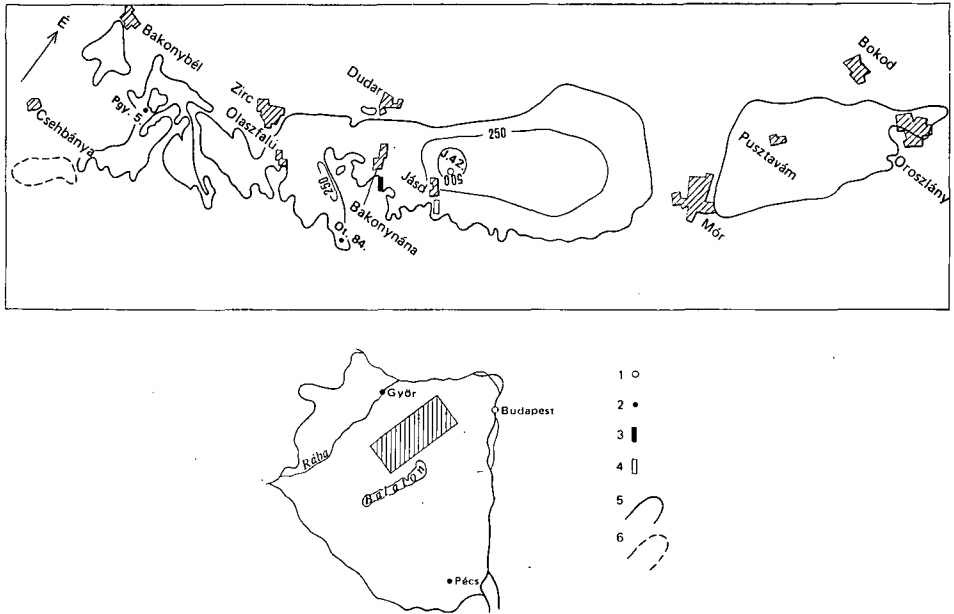 É
Bakonybél
Pgy. 5.
Csehbánya
Zirc
Olaszfalu
Dudar
250
Ot. 84.
Bakonynána
Jásd
J.42.
500
250
Bokod
Pusztavám
Oroszlány
Mór
Győr
Budapest
Rába
Balaton
Pécs
1
2
3
4
5
6